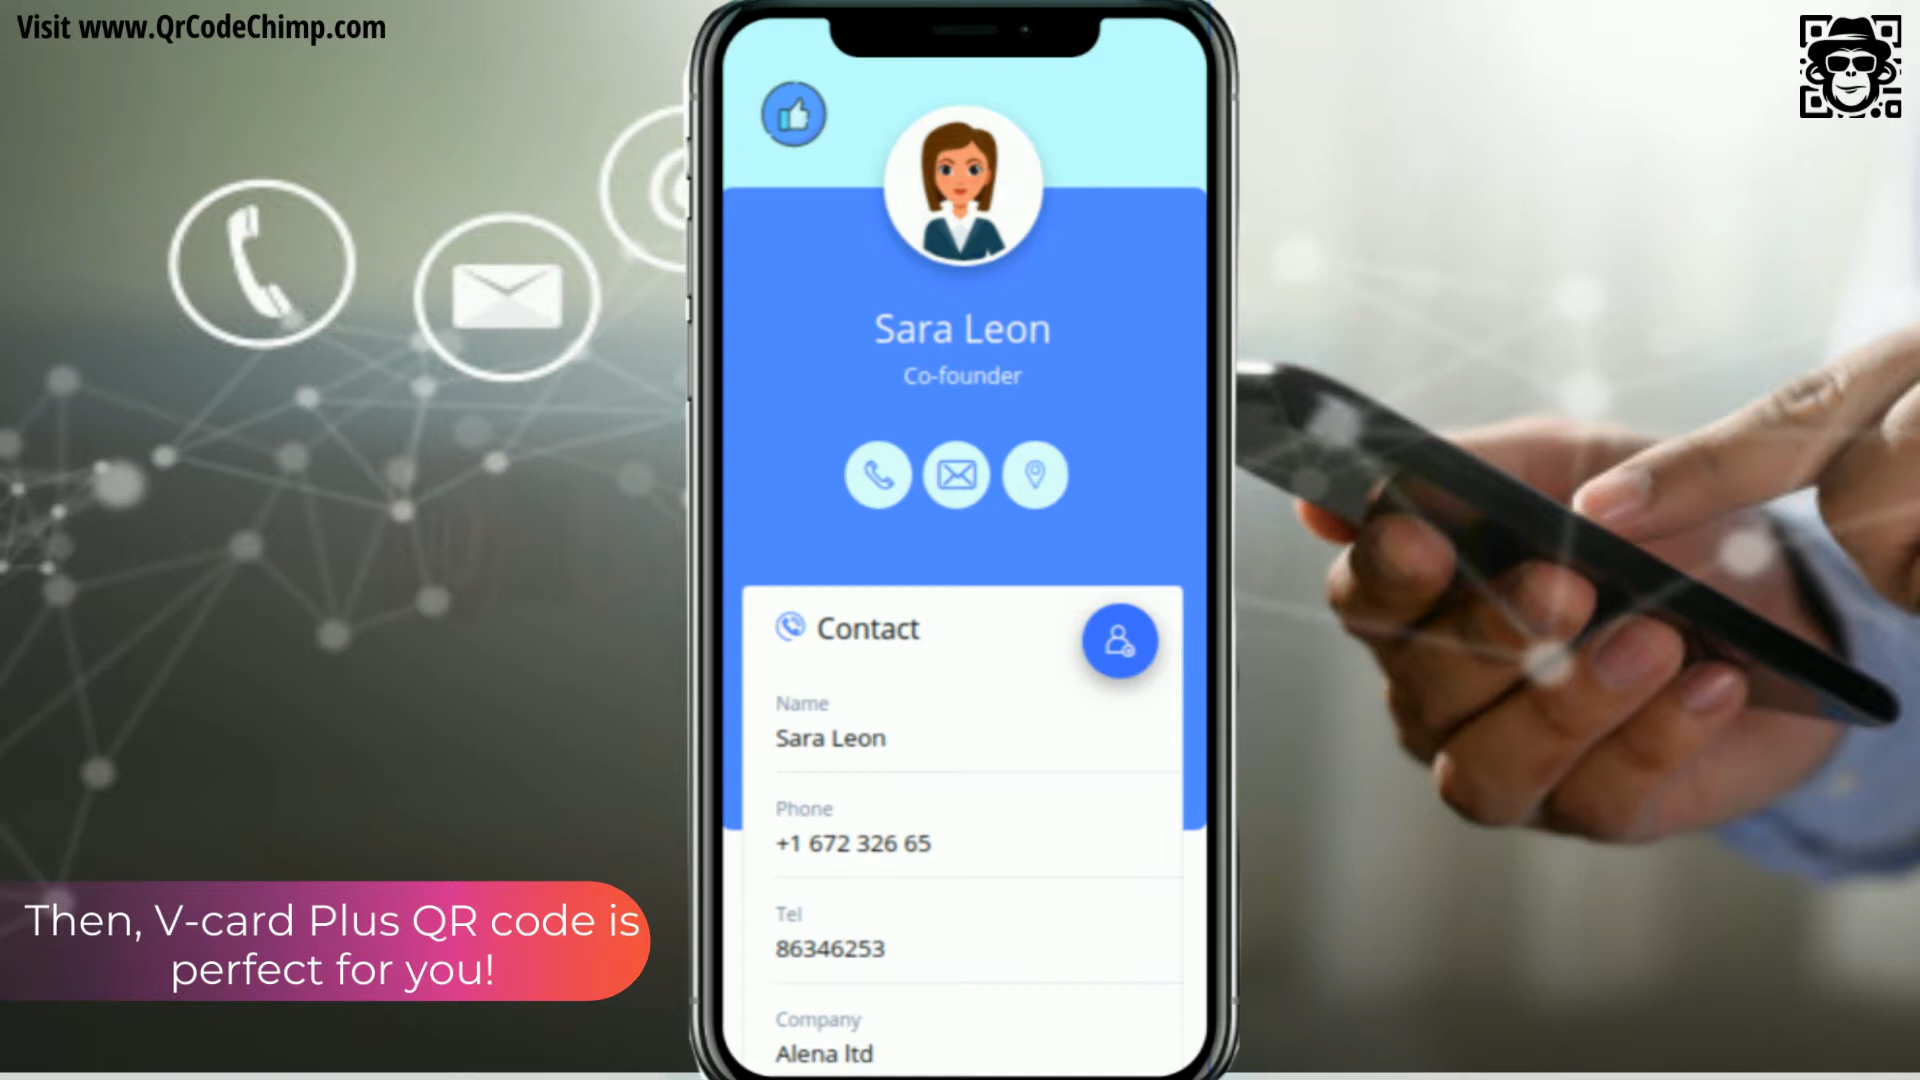 Visit www.QrCodeChimp.com
Sara Leon
Co-founder
Contact
Name
Sara Leon
Phone
+1 672 326 65
Tel
86346253
Company
Alena ltd
Then, V-card Plus QR code is
perfect for you!